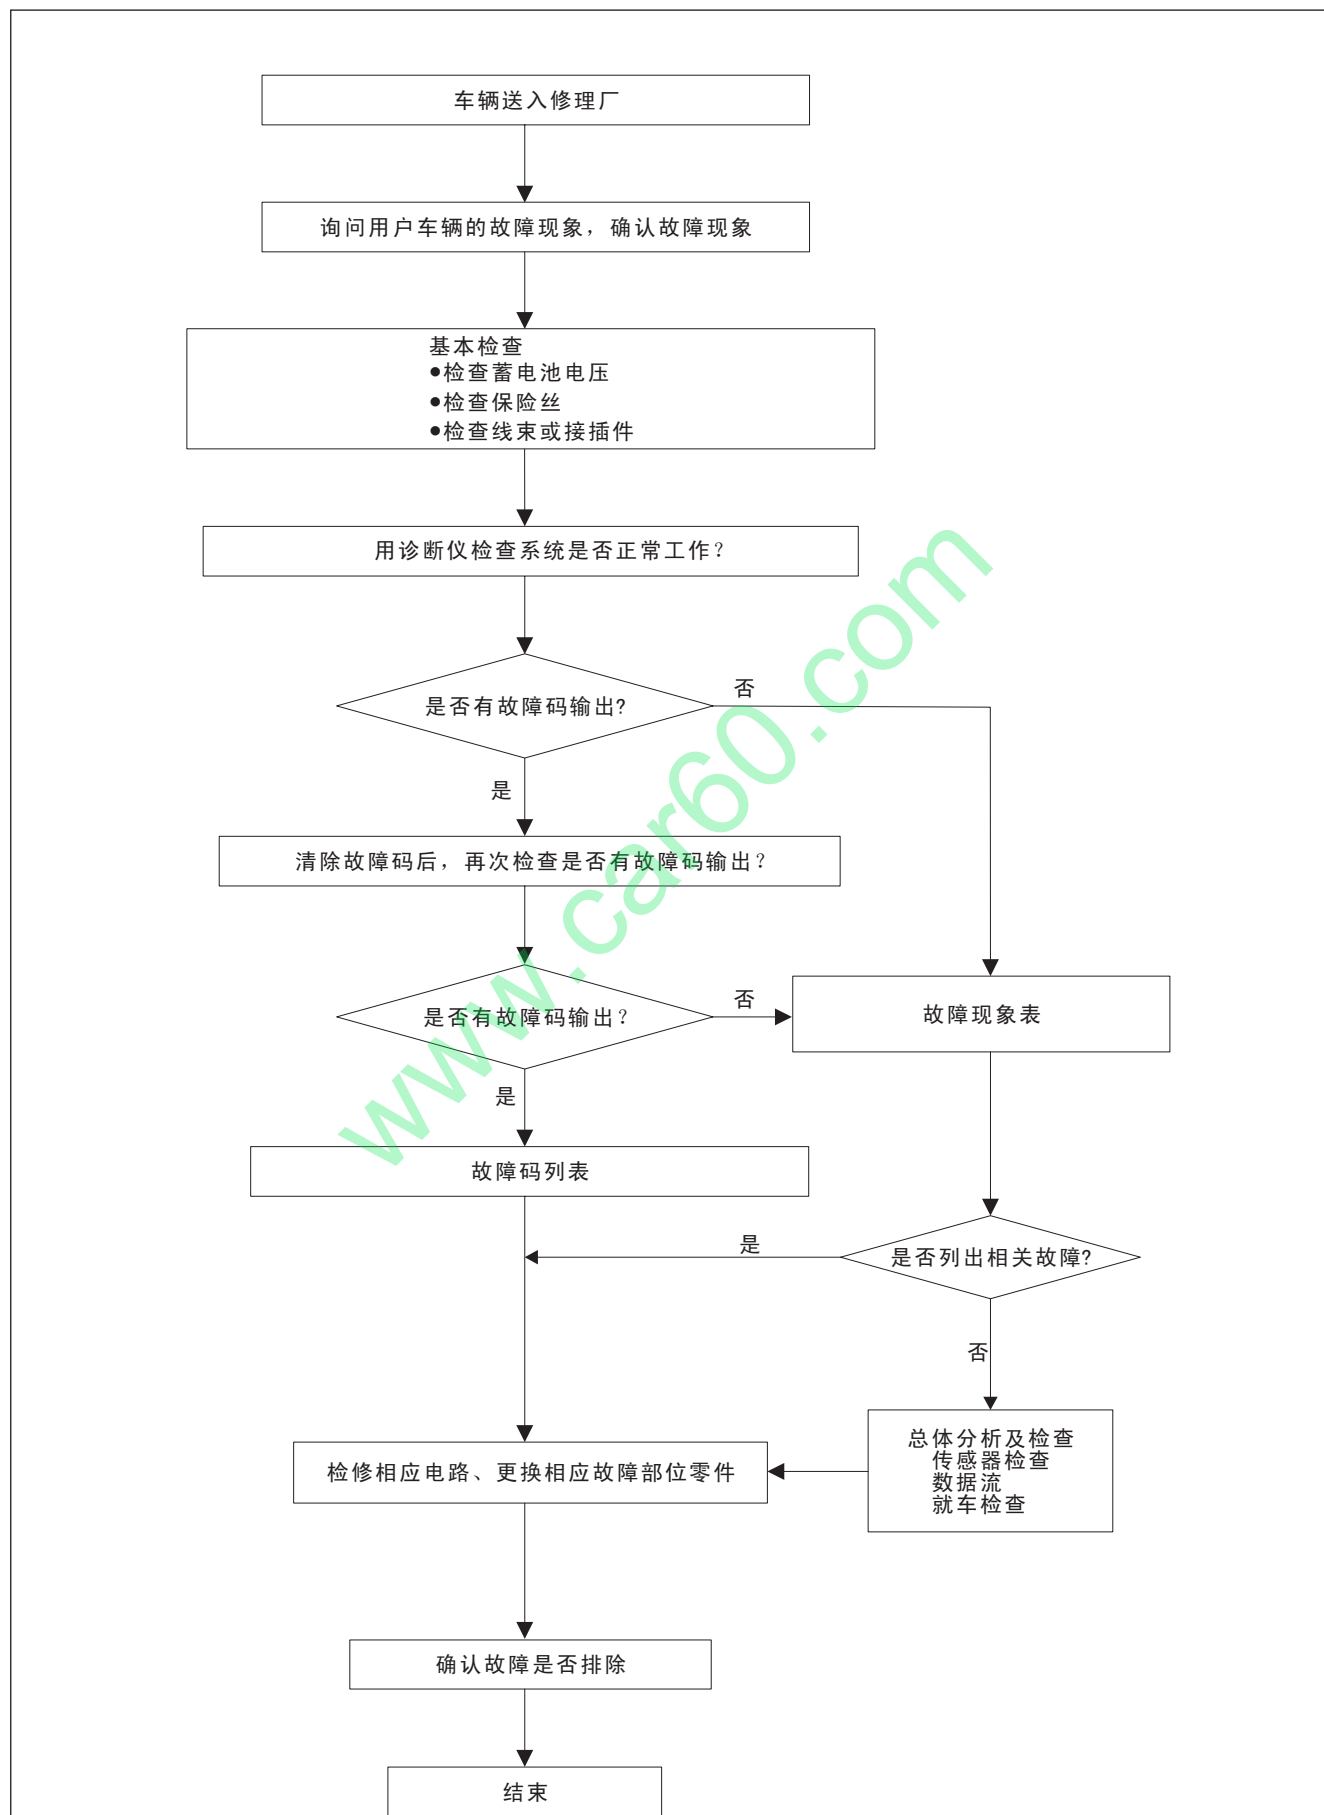 车辆送入修理厂
询问用户车辆的故障现象，确认故障现象
基本检查
●检查蓄电池电压
●检查保险丝
●检查线束或接插件
用诊断仪检查系统是否正常工作？
是否有故障码输出?
否
是
清除故障码后，再次检查是否有故障码输出？
是否有故障码输出？
否
故障现象表
是
故障码列表
是
是否列出相关故障?
否
总体分析及检查
传感器检查
数据流
就车检查
检修相应电路、更换相应故障部位零件
确认故障是否排除
结束
www.car60.com